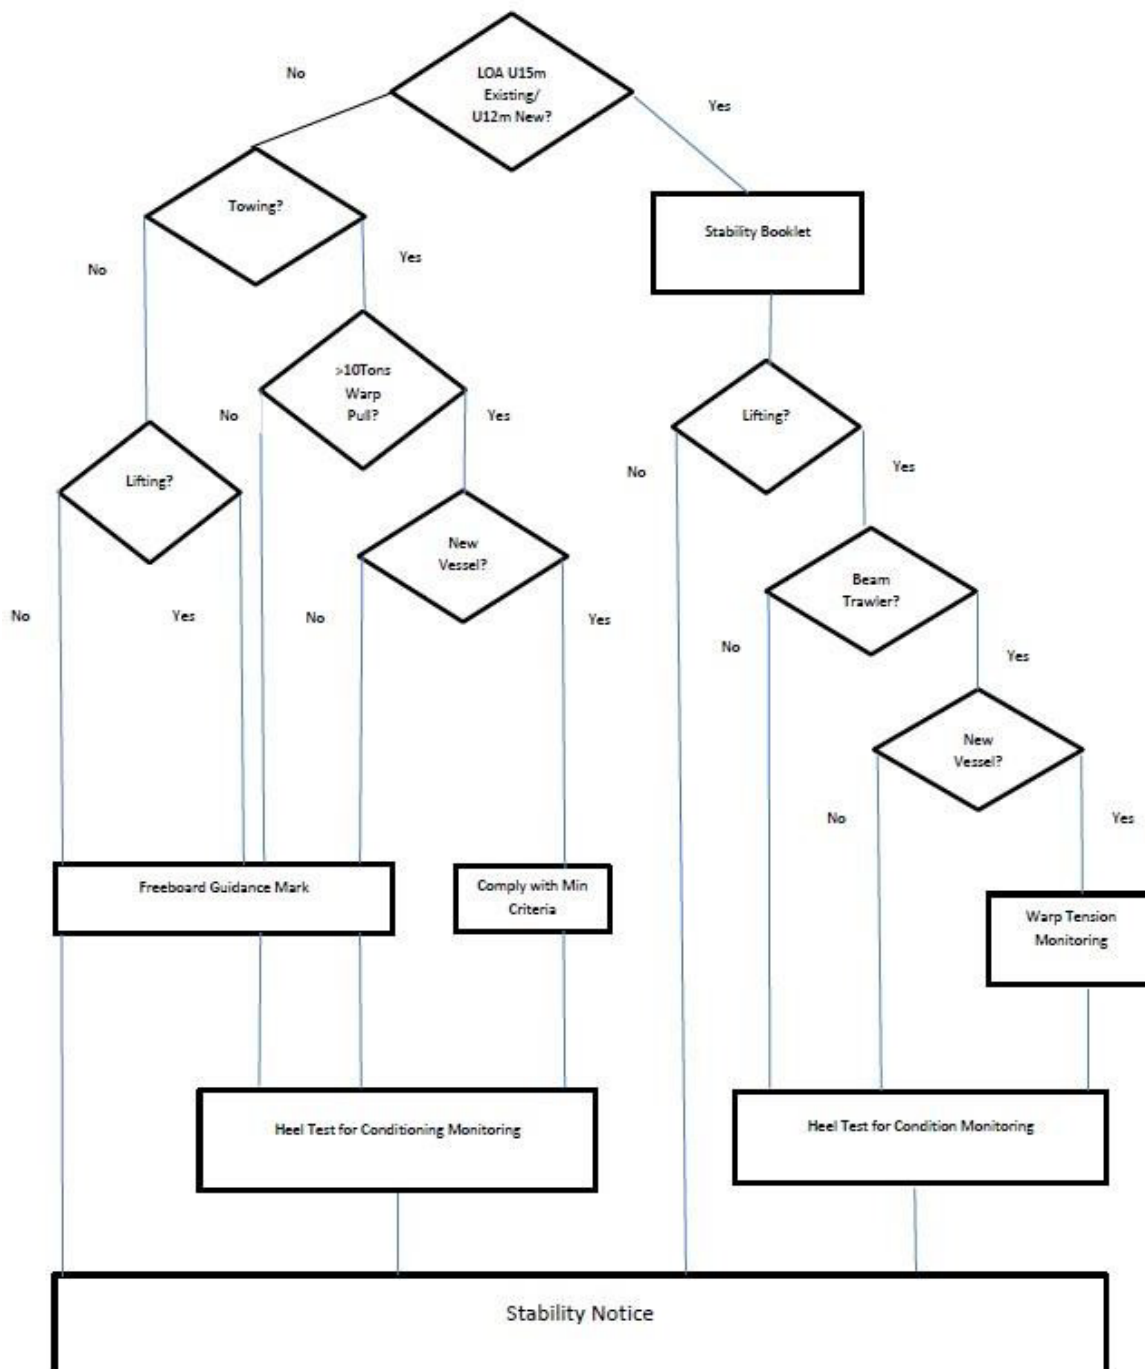 LOA U15m
Existing/
U12m New?
No
Yes
Towing?
Stability Booklet
No
Yes
>10Tons
Warp
Pull?
No
Yes
Lifting?
No
Yes
Lifting?
No
Yes
New
Vessel?
No
Yes
Beam
Trawler?
No
Yes
New
Vessel?
No
Yes
Freeboard Guidance Mark
Comply with Min
Criteria
Warp Tension
Monitoring
Heel Test for Conditioning Monitoring
Heel Test for Condition Monitoring
Stability Notice